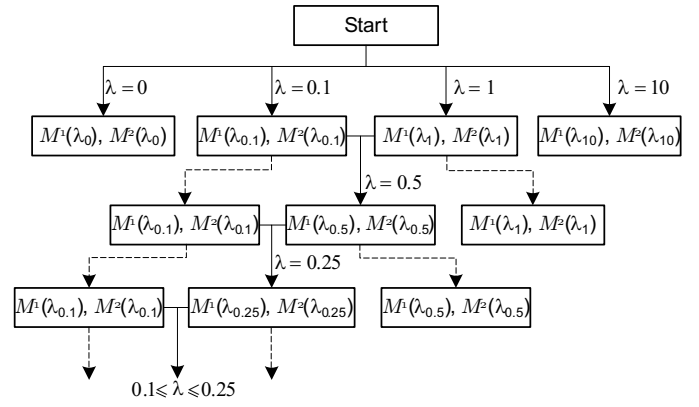 Start
λ = 0 λ = 0.1 λ = 1 λ = 10
M¹(λ₀), M²(λ₀) M¹(λ₀.₁), M²(λ₀.₁) M¹(λ₁), M²(λ₁) M¹(λ₁₀), M²(λ₁₀)
λ = 0.5
M¹(λ₀.₁), M²(λ₀.₁) M¹(λ₀.₅), M²(λ₀.₅) M¹(λ₁), M²(λ₁)
λ = 0.25
M¹(λ₀.₁), M²(λ₀.₁) M¹(λ₀.₂₅), M²(λ₀.₂₅) M¹(λ₀.₅), M²(λ₀.₅)
0.1⩽ λ ⩽0.25